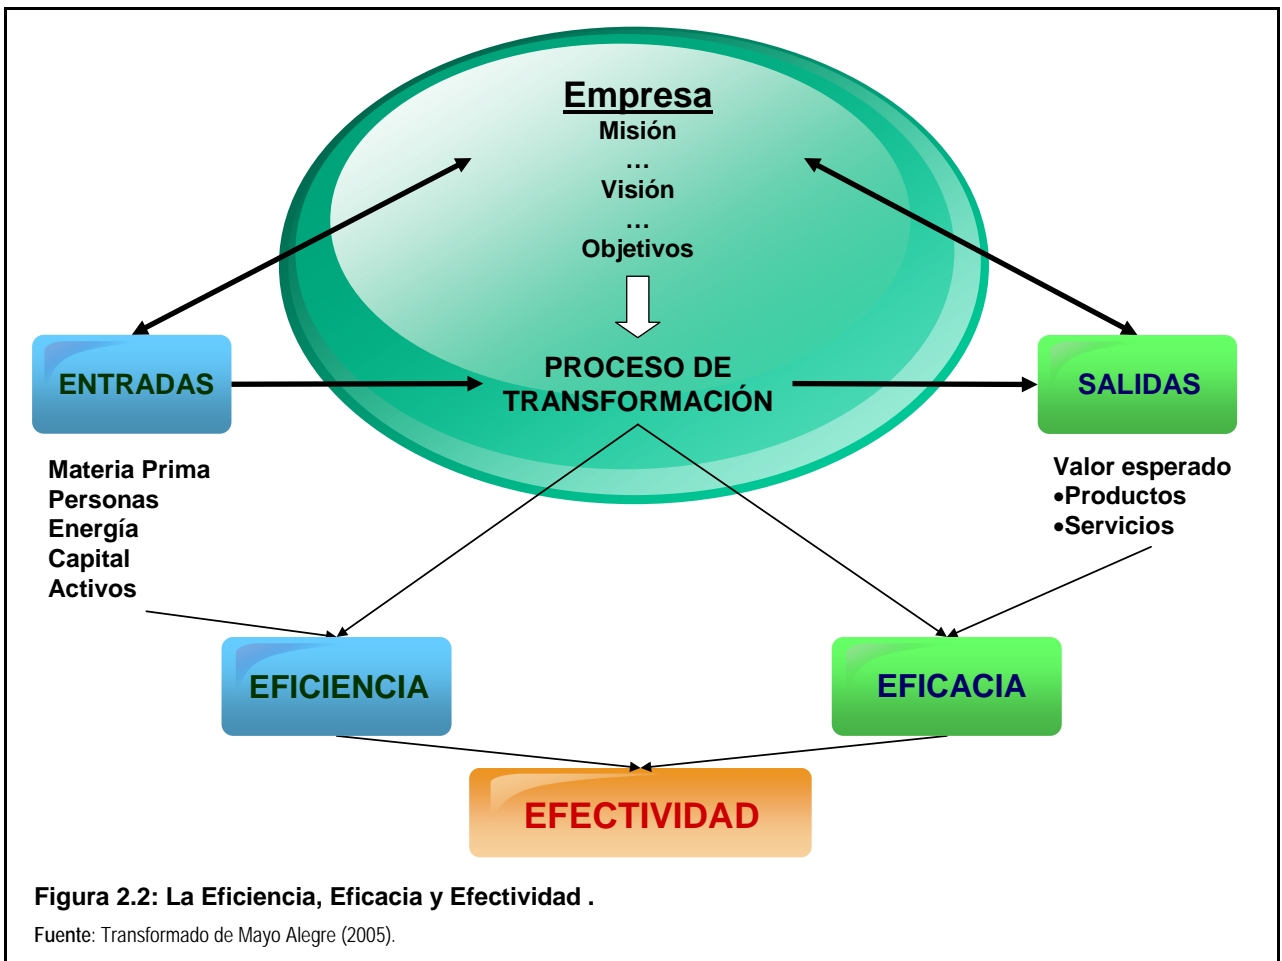 Empresa
Misión
…
Visión
…
Objetivos
PROCESO DE
TRANSFORMACIÓN
ENTRADAS
SALIDAS
Materia Prima
Personas
Energía
Capital
Activos
Valor esperado
•Productos
•Servicios
EFICIENCIA
EFICACIA
EFECTIVIDAD
Figura 2.2: La Eficiencia, Eficacia y Efectividad .
Fuente: Transformado de Mayo Alegre (2005).